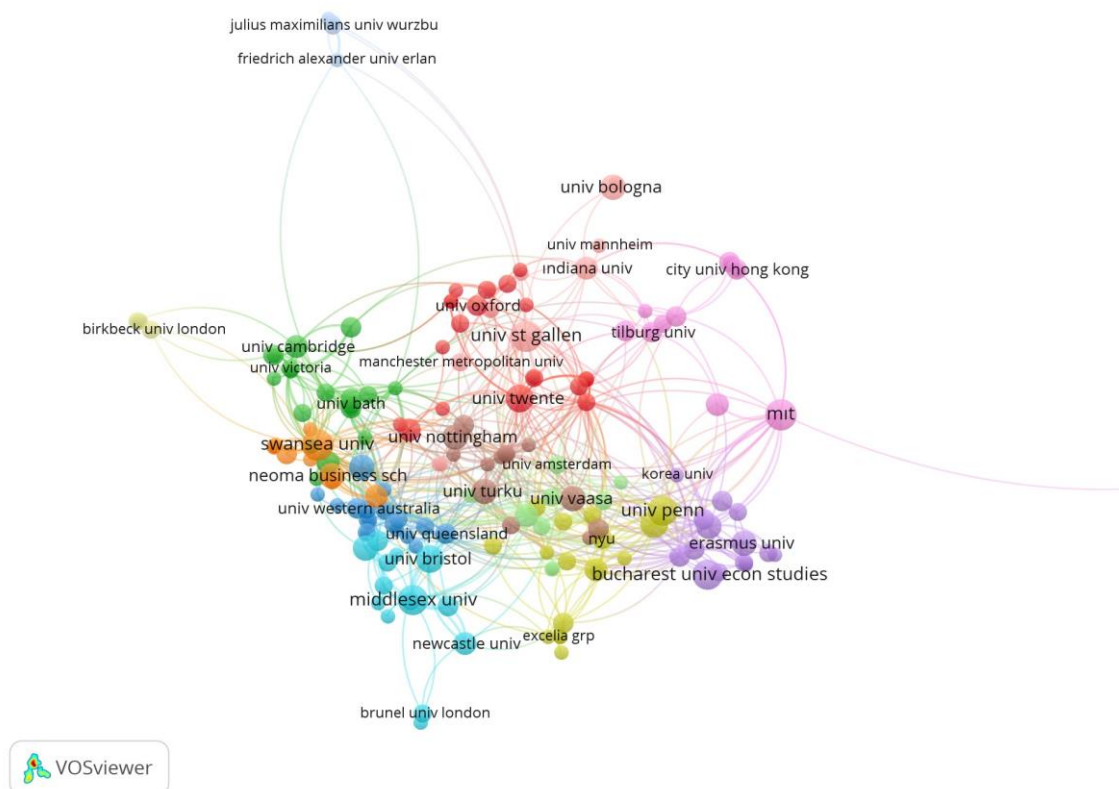 julius maximilians univ wurzbu
friedrich alexander univ erlan
univ bologna
univ mannheim
indiana univ
city univ hong kong
univ oxford
birkbeck univ london
univ st gallen
tilburg univ
univ cambridge
manchester metropolitan univ
univ victoria
univ bath
univ twente
mit
swansea univ
univ nottingham
univ amsterdam
korea univ
neoma business sch
univ turku
univ vaasa
univ western australia
univ penn
univ queensland
nyu
erasmus univ
univ bristol
bucharest univ econ studies
middlesex univ
excelia grp
newcastle univ
brunel univ london
VOSviewer